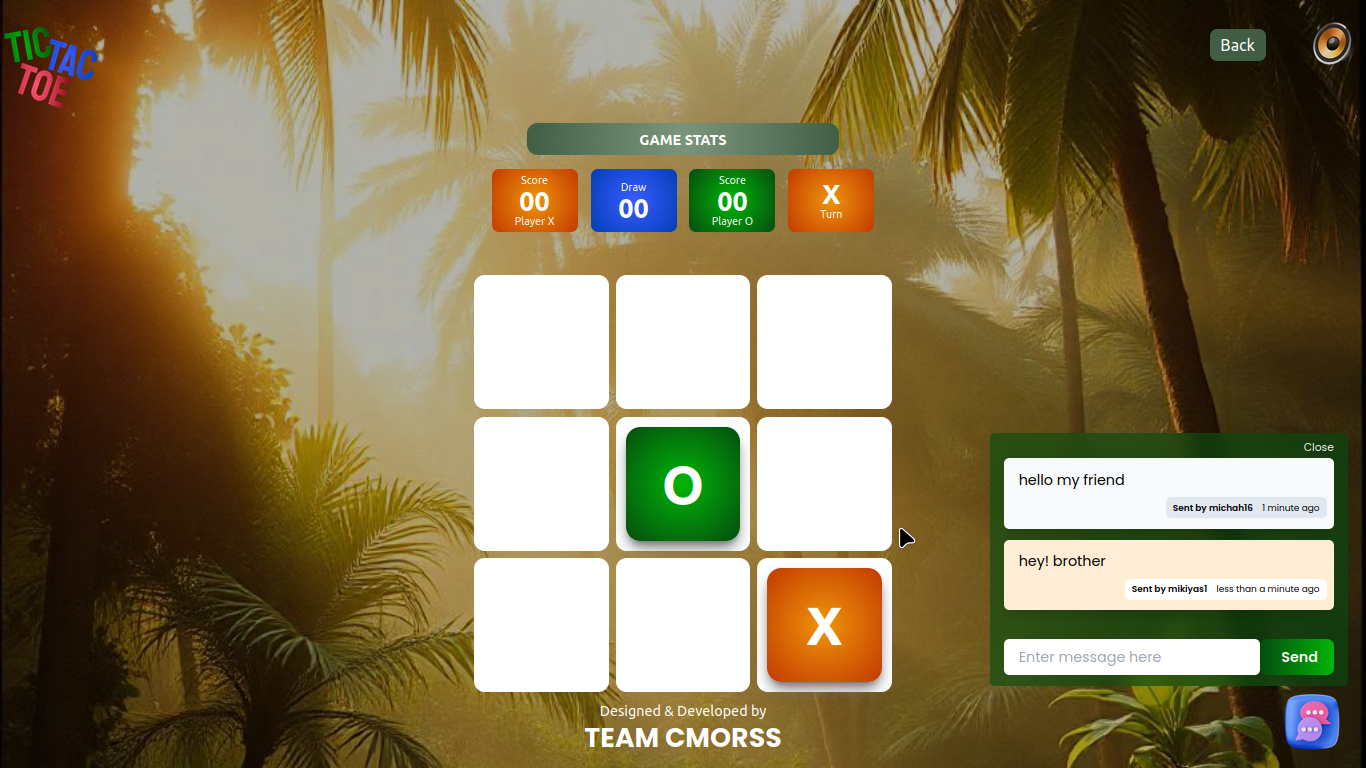 TIC
TAC
TOE
Back
GAME STATS
Score
00
Player X
Draw
00
Score
00
Player O
X
Turn
O
X
Close
hello my friend
Sent by michah16 1 minute ago
hey! brother
Sent by mikiyas1 less than a minute ago
Enter message here
Send
Designed & Developed by
TEAM CMORSS